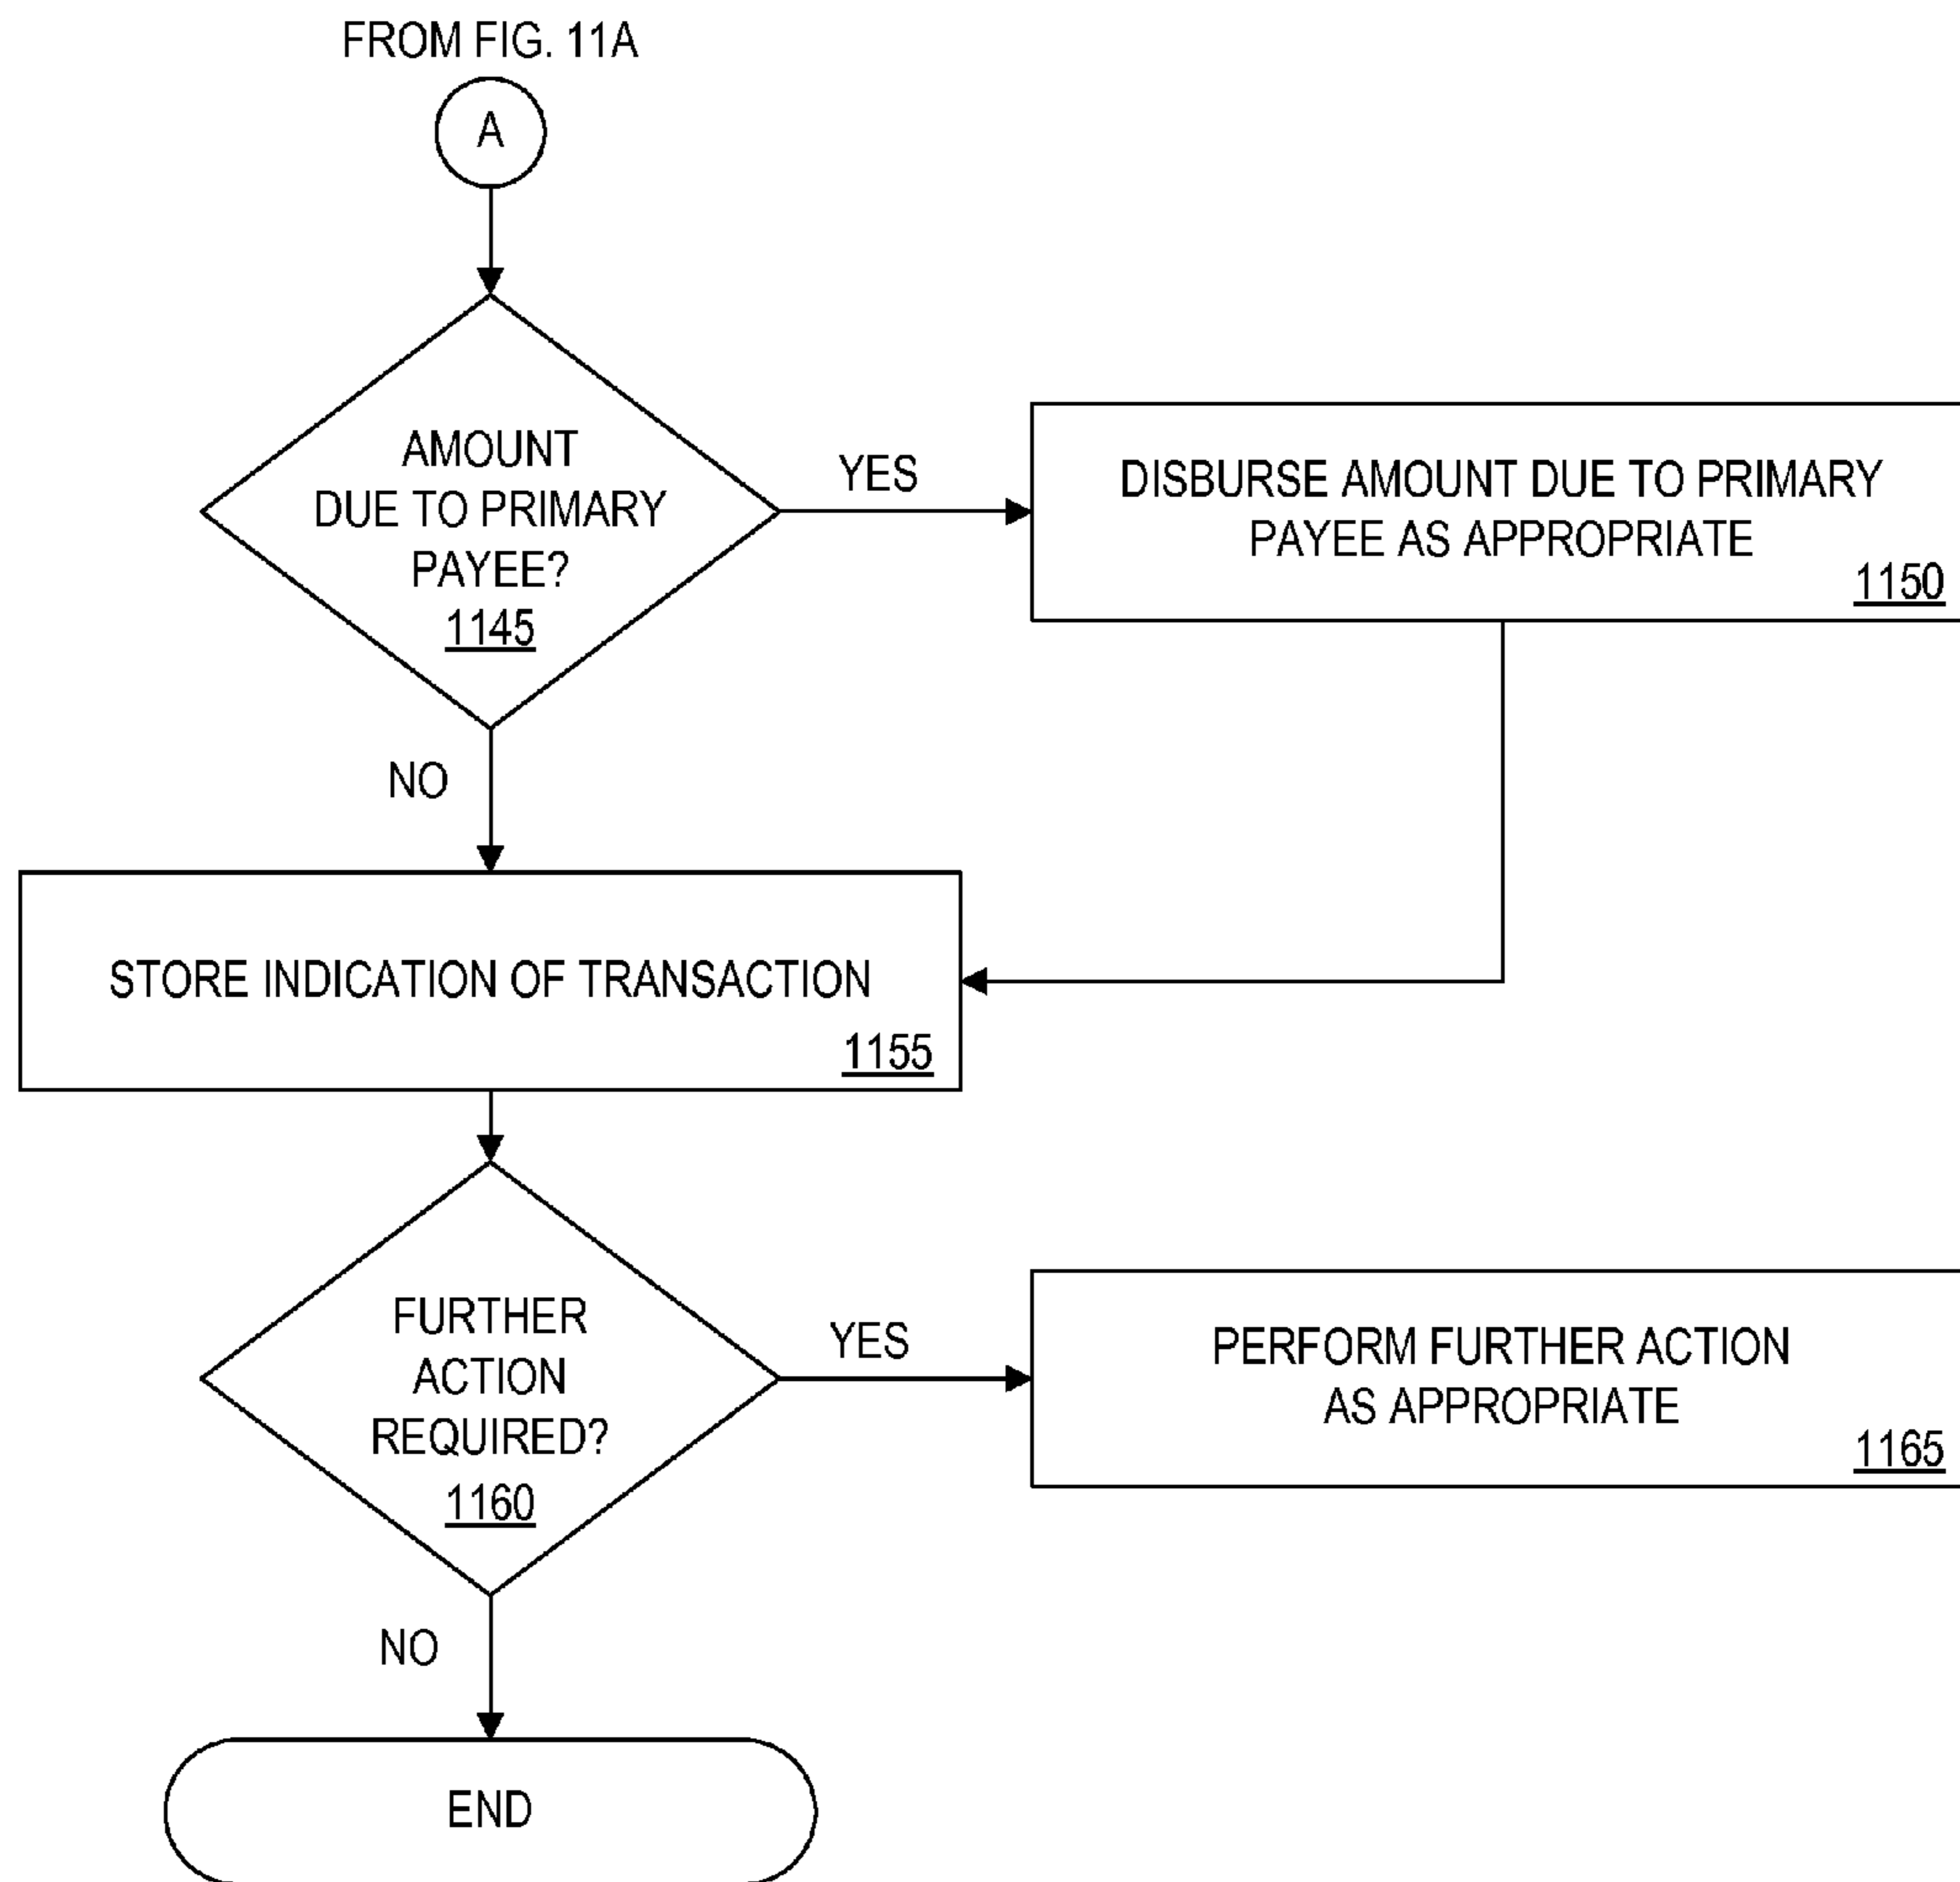 FROM FIG. 11A
A
AMOUNT
DUE TO PRIMARY
PAYEE?
1145
YES
DISBURSE AMOUNT DUE TO PRIMARY
PAYEE AS APPROPRIATE
1150
NO
STORE INDICATION OF TRANSACTION
1155
FURTHER
ACTION
REQUIRED?
1160
YES
PERFORM FURTHER ACTION
AS APPROPRIATE
1165
NO
END